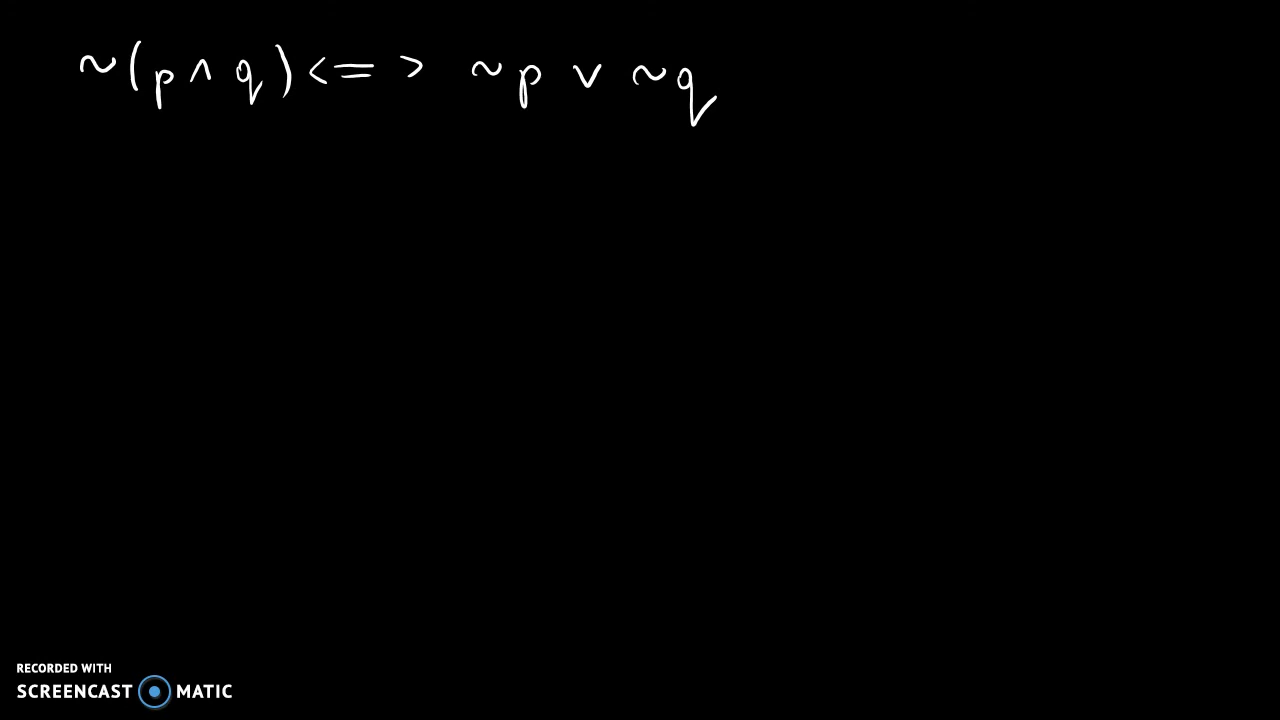 ~(p ∧ q) <=> ~p ∨ ~q
RECORDED WITH
SCREENCAST MATIC